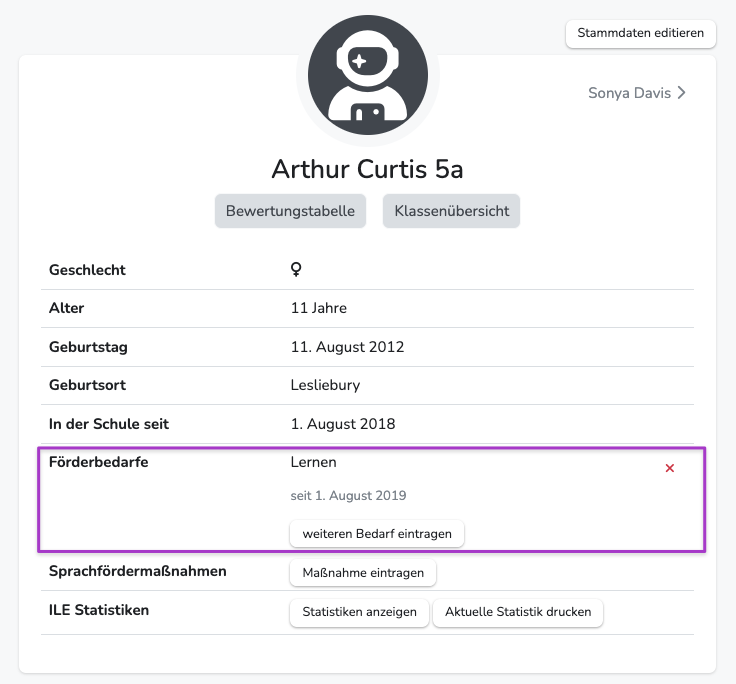 Stammdaten editieren
Sonya Davis
Arthur Curtis 5a
Bewertungstabelle Klassenübersicht
Geschlecht ♀
Alter 11 Jahre
Geburtstag 11. August 2012
Geburtsort Lesliebury
In der Schule seit 1. August 2018
Förderbedarfe Lernen
seit 1. August 2019
weiteren Bedarf eintragen
Sprachfördermaßnahmen Maßnahme eintragen
ILE Statistiken Statistiken anzeigen Aktuelle Statistik drucken